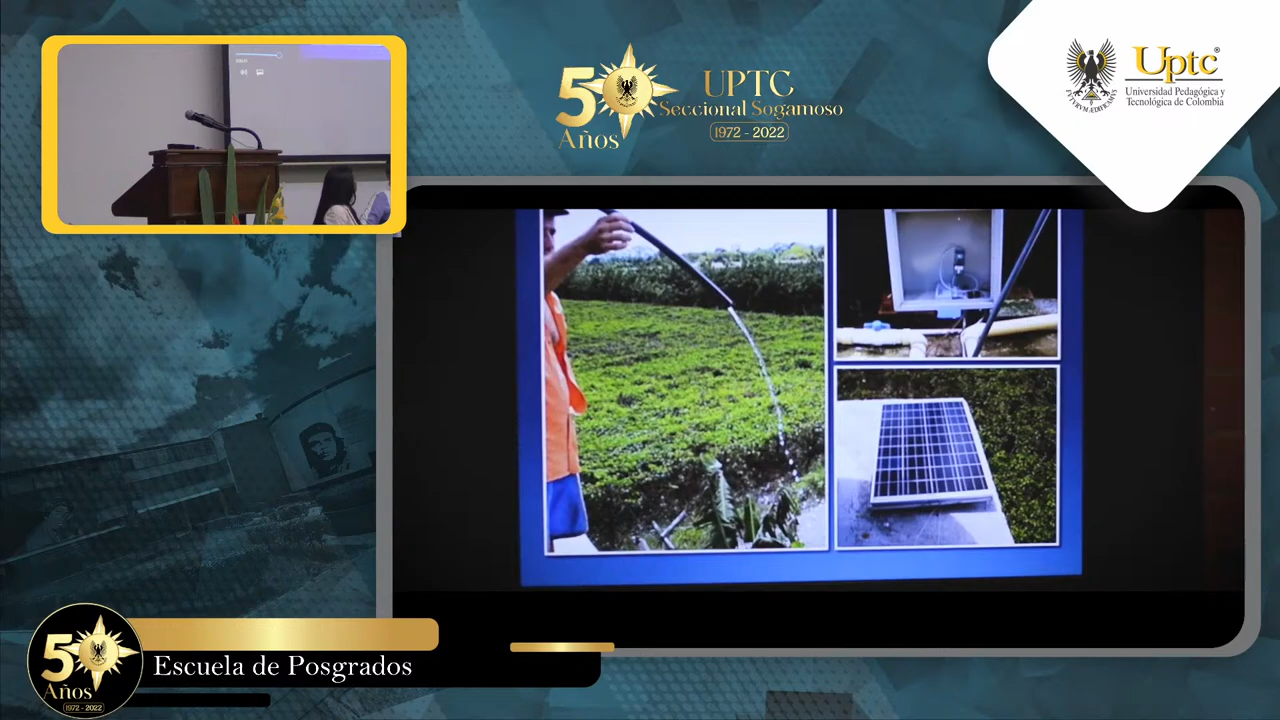 50
Años
UPTC
Seccional Sogamoso
1972 - 2022
Uptc®
Universidad Pedagógica y
Tecnológica de Colombia
50
Años
1972 - 2022
Escuela de Posgrados